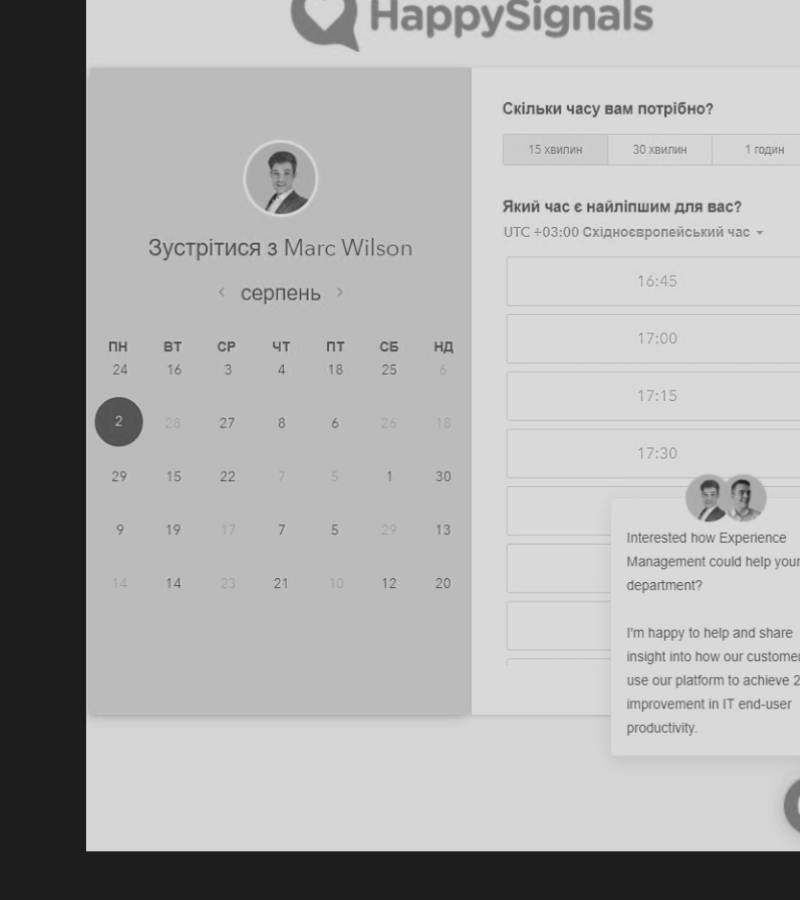 HappySignals
Зустрітися з Marc Wilson
серпень
ПН ВТ СР ЧТ ПТ СБ НД
24 16 3 4 18 25 6
2 28 27 8 6 26 18
29 15 22 7 5 1 30
9 19 17 7 5 29 13
14 14 23 21 10 12 20
Скільки часу вам потрібно?
15 хвилин 30 хвилин 1 годин
Який час є найліпшим для вас?
UTC +03:00 Східноєвропейський час
16:45
17:00
17:15
17:30
Interested how Experience
Management could help your
department?
I'm happy to help and share
insight into how our customer
use our platform to achieve 2
improvement in IT end-user
productivity.